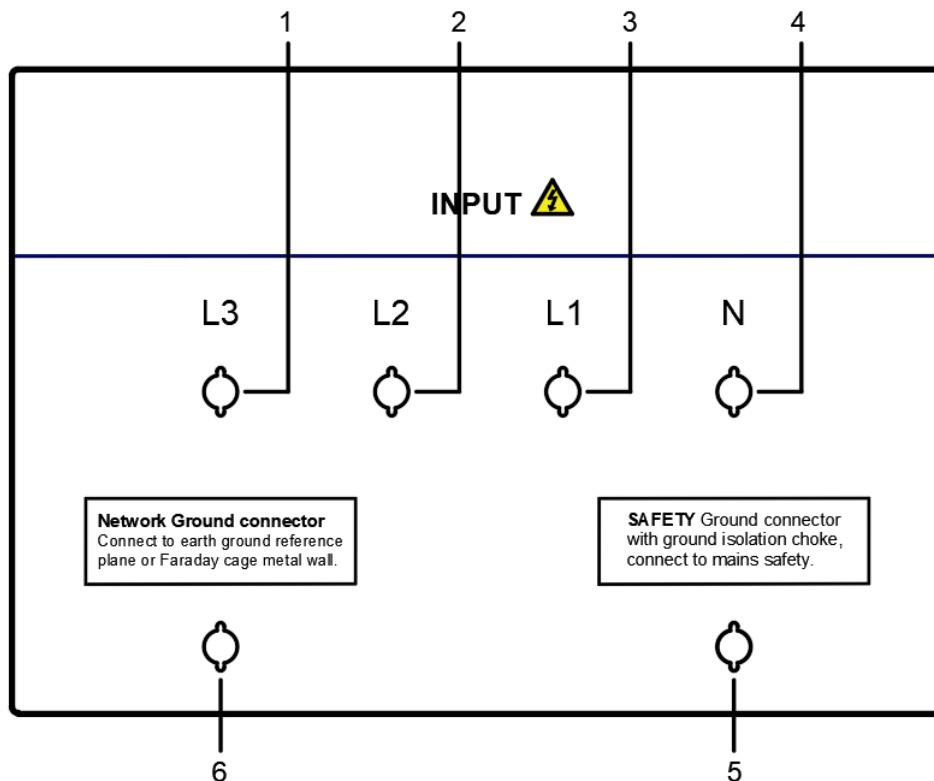 1 2 3 4
INPUT
L3 L2 L1 N
Network Ground connector
Connect to earth ground reference
plane or Faraday cage metal wall.
SAFETY Ground connector
with ground isolation choke,
connect to mains safety.
6 5